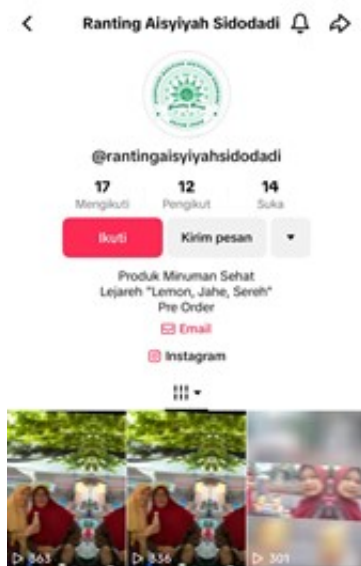 Ranting Aisyiyah Sidodadi
@rantingaisyiyahsidodadi
17 12 14
Mengikuti Pengikut Suka
Ikuti Kirim pesan
Produk Minuman Sehat
Lejareh "Lemon, Jahe, Sereh"
Pre Order
Email
Instagram
363 336 301